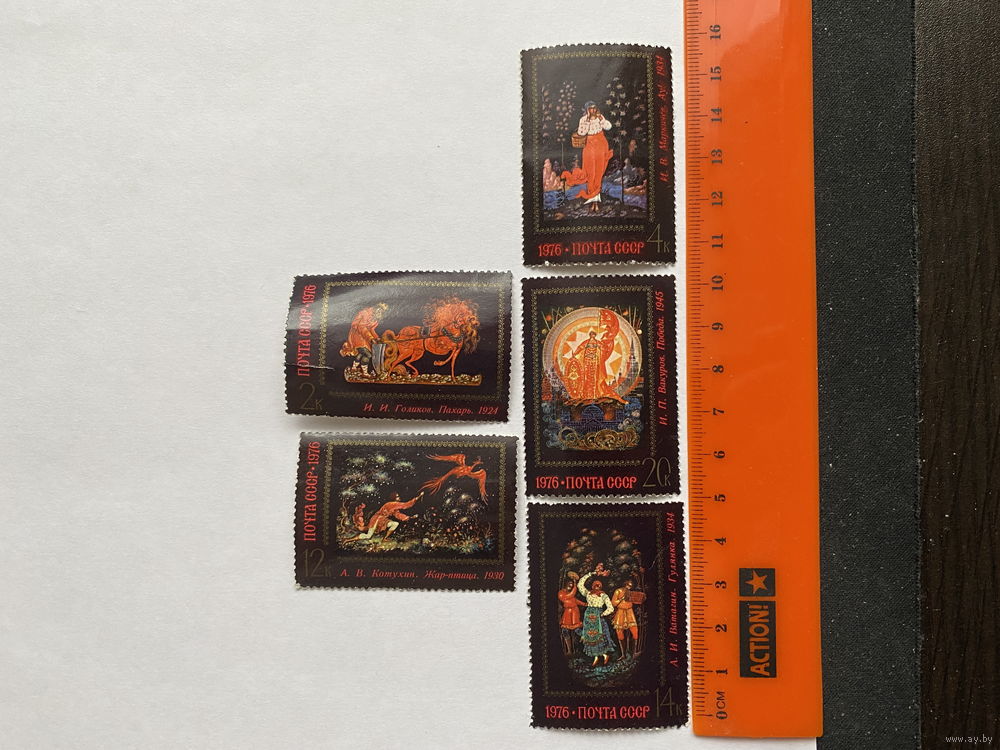 И. В. Маркичев. Ау! 1934
1976 • ПОЧТА СССР
4к
ПОЧТА СССР • 1976
2к
И. И. Голиков. Пахарь. 1924
И. П. Вакуров. Победа. 1945
1976 • ПОЧТА СССР
20к
ПОЧТА СССР • 1976
12к
А. В. Котухин. Жар-птица. 1930
А. И. Ватагин. Гулянка. 1934
1976 • ПОЧТА СССР
14к
16
15
14
13
12
11
10
9
8
7
6
5
4
3
2
1
0 СМ
ACTION!
www.ay.by